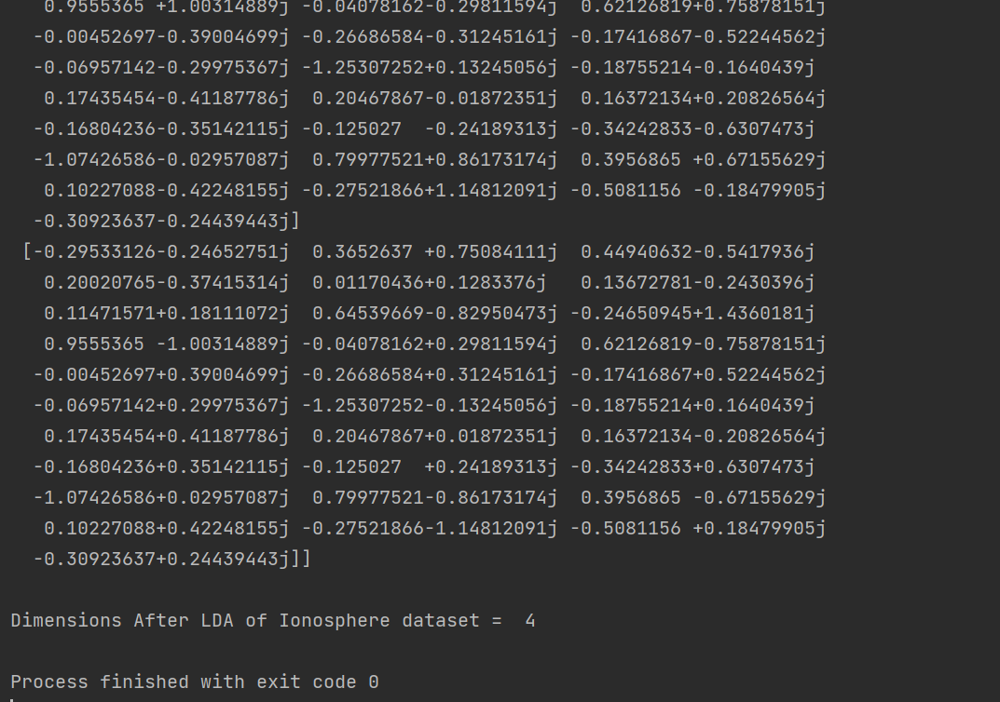 0.9555365 +1.00314889j -0.04078162-0.29811594j  0.62126819+0.75878151j
-0.00452697-0.39004699j -0.26686584-0.31245161j -0.17416867-0.52244562j
-0.06957142-0.29975367j -1.25307252+0.13245056j -0.18755214-0.1640439j
0.17435454-0.41187786j  0.20467867-0.01872351j  0.16372134+0.20826564j
-0.16804236-0.35142115j -0.125027  -0.24189313j -0.34242833-0.6307473j
-1.07426586-0.02957087j  0.79977521+0.86173174j  0.3956865 +0.67155629j
0.10227088-0.42248155j -0.27521866+1.14812091j -0.5081156 -0.18479905j
-0.30923637-0.24439443j]
[-0.29533126-0.24652751j  0.3652637 +0.75084111j  0.44940632-0.5417936j
0.20020765-0.37415314j  0.01170436+0.1283376j   0.13672781-0.2430396j
0.11471571+0.18111072j  0.64539669-0.82950473j -0.24650945+1.4360181j
0.9555365 -1.00314889j -0.04078162+0.29811594j  0.62126819-0.75878151j
-0.00452697+0.39004699j -0.26686584+0.31245161j -0.17416867+0.52244562j
-0.06957142+0.29975367j -1.25307252-0.13245056j -0.18755214+0.1640439j
0.17435454+0.41187786j  0.20467867+0.01872351j  0.16372134-0.20826564j
-0.16804236+0.35142115j -0.125027  +0.24189313j -0.34242833+0.6307473j
-1.07426586+0.02957087j  0.79977521-0.86173174j  0.3956865 -0.67155629j
0.10227088+0.42248155j -0.27521866-1.14812091j -0.5081156 +0.18479905j
-0.30923637+0.24439443j]]
Dimensions After LDA of Ionosphere dataset =  4
Process finished with exit code 0